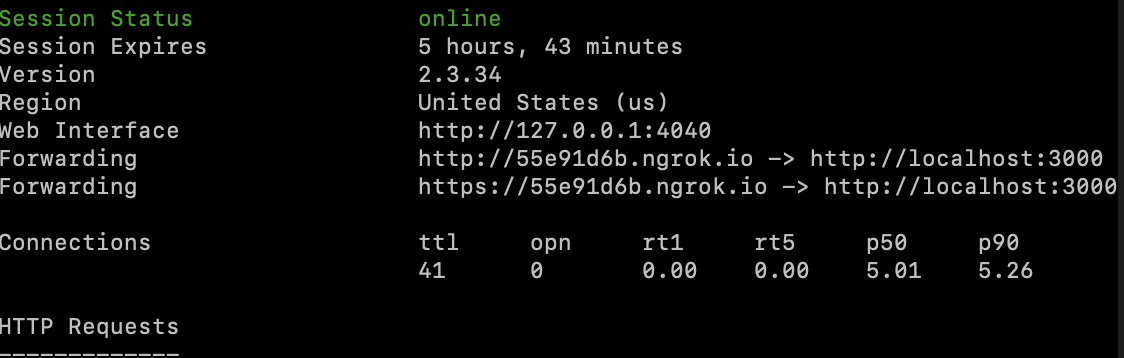 Session Status online
Session Expires 5 hours, 43 minutes
Version 2.3.34
Region United States (us)
Web Interface http://127.0.0.1:4040
Forwarding http://55e91d6b.ngrok.io -> http://localhost:3000
Forwarding https://55e91d6b.ngrok.io -> http://localhost:3000
Connections ttl opn rt1 rt5 p50 p90
41 0 0.00 0.00 5.01 5.26
HTTP Requests
-------------